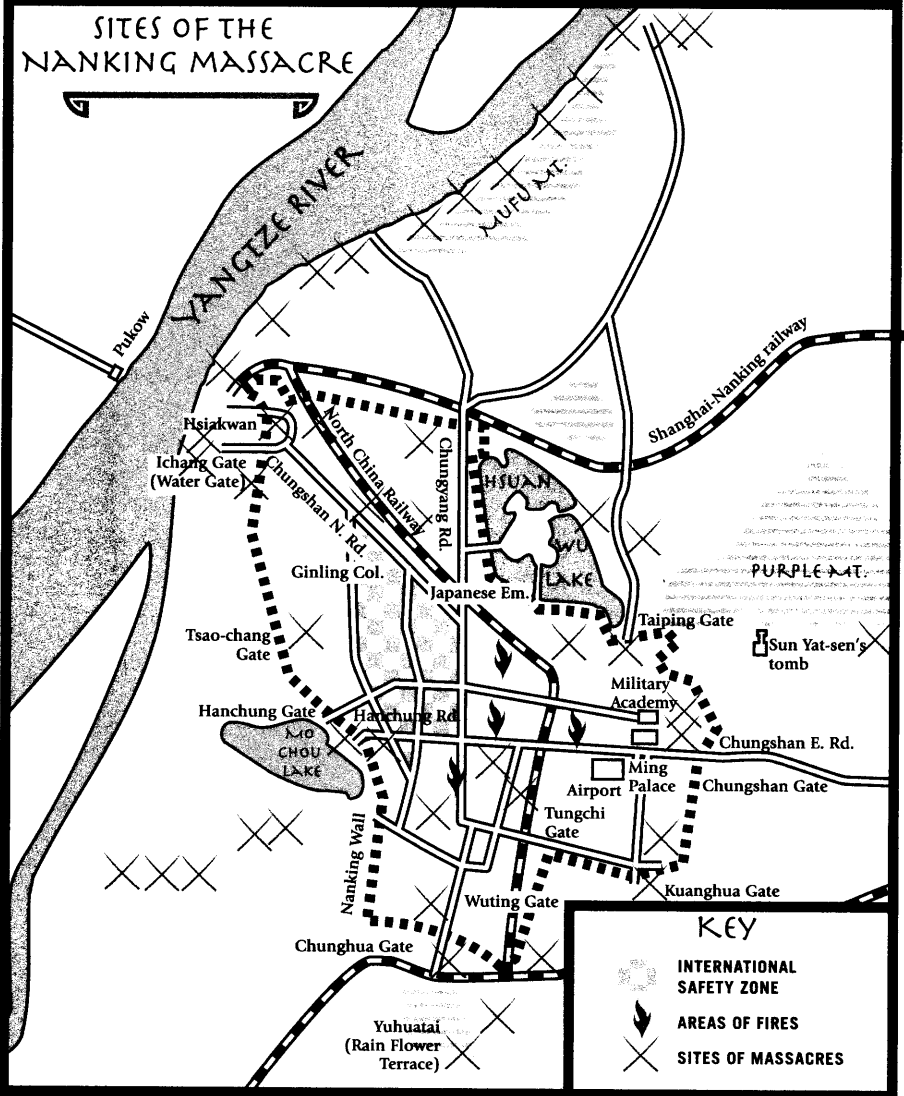 SITES OF THE
NANKING MASSACRE
YANGTZE RIVER
MUFU MT.
Pukow
Shanghai-Nanking railway
Hsiakwan
North China Railway
Ichang Gate
(Water Gate)
Chungshan N. Rd.
Chungyang Rd.
HSUAN
WU
LAKE
PURPLE MT.
Ginling Col.
Japanese Em.
Taiping Gate
Tsao-chang
Gate
Sun Yat-sen's
tomb
Military
Academy
Hanchung Gate
Hanchung Rd.
MO
CHOU
LAKE
Chungshan E. Rd.
Ming
Palace
Airport
Chungshan Gate
Tungchi
Gate
Nanking Wall
Wuting Gate
Kuanghua Gate
Chunghua Gate
Yuhuatai
(Rain Flower
Terrace)
KEY
INTERNATIONAL
SAFETY ZONE
AREAS OF FIRES
SITES OF MASSACRES